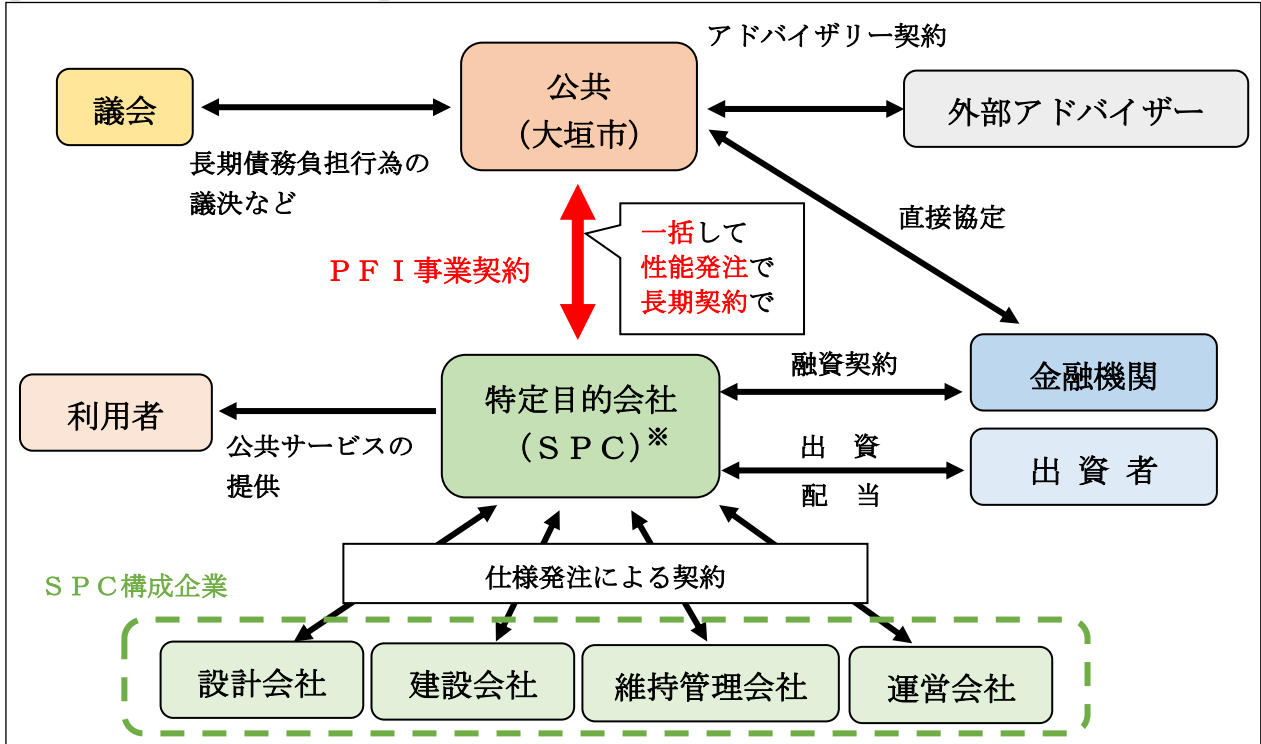 アドバイザリー契約
議会
公共
（大垣市）
外部アドバイザー
長期債務負担行為の
議決など
直接協定
ＰＦＩ事業契約
一括して
性能発注で
長期契約で
利用者
特定目的会社
（ＳＰＣ）※
融資契約
金融機関
公共サービスの
提供
出　資
配　当
出 資 者
仕様発注による契約
ＳＰＣ構成企業
設計会社
建設会社
維持管理会社
運営会社